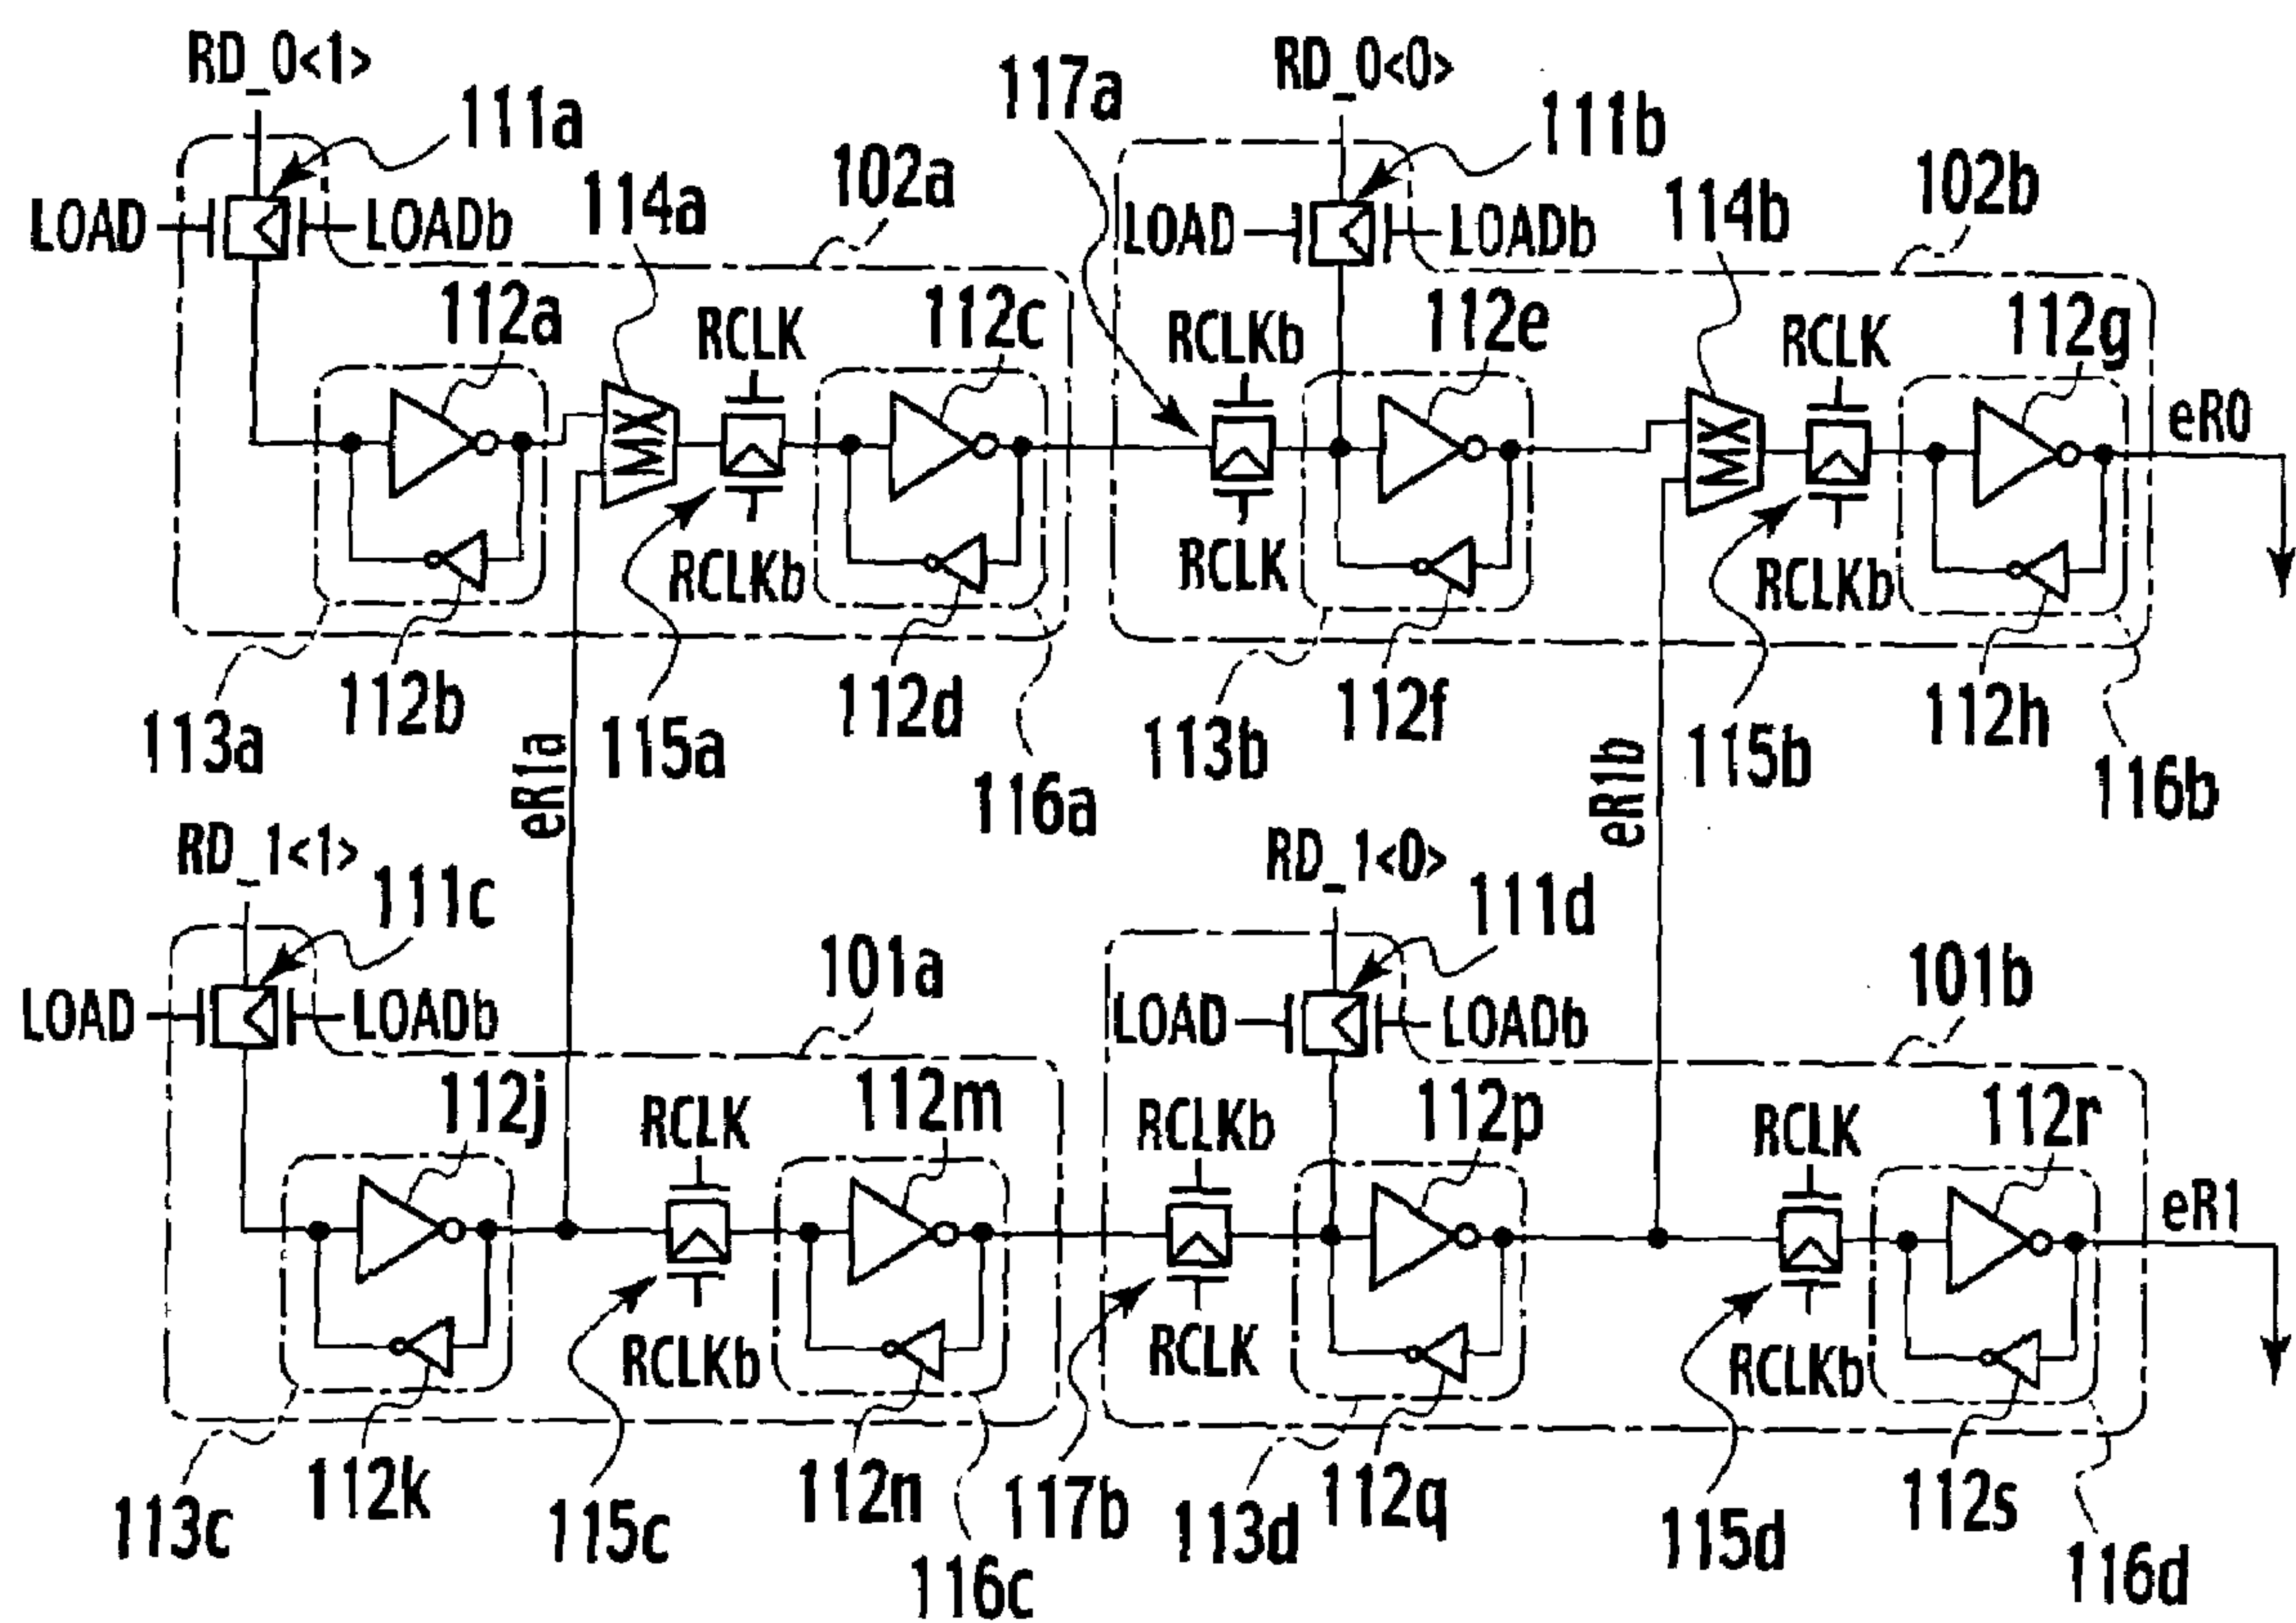 RD_0<1>
111a
LOAD
LOADb
114a
102a
117a
RD_0<0>
111b
LOAD
LOADb
114b
102b
112a
RCLK
112c
RCLKb
112e
RCLK
112g
eR0
MX
MX
RCLKb
RCLK
RCLKb
113a
112b
115a
112d
116a
113b
112f
115b
112h
116b
eR1a
eR1b
RD_1<1>
111c
LOAD
LOADb
101a
RD_1<0>
111d
LOAD
LOADb
101b
112j
RCLK
112m
RCLKb
112p
RCLK
112r
eR1
RCLKb
RCLK
RCLKb
113c
112k
115c
112n
116c
117b
113d
112q
115d
112s
116d